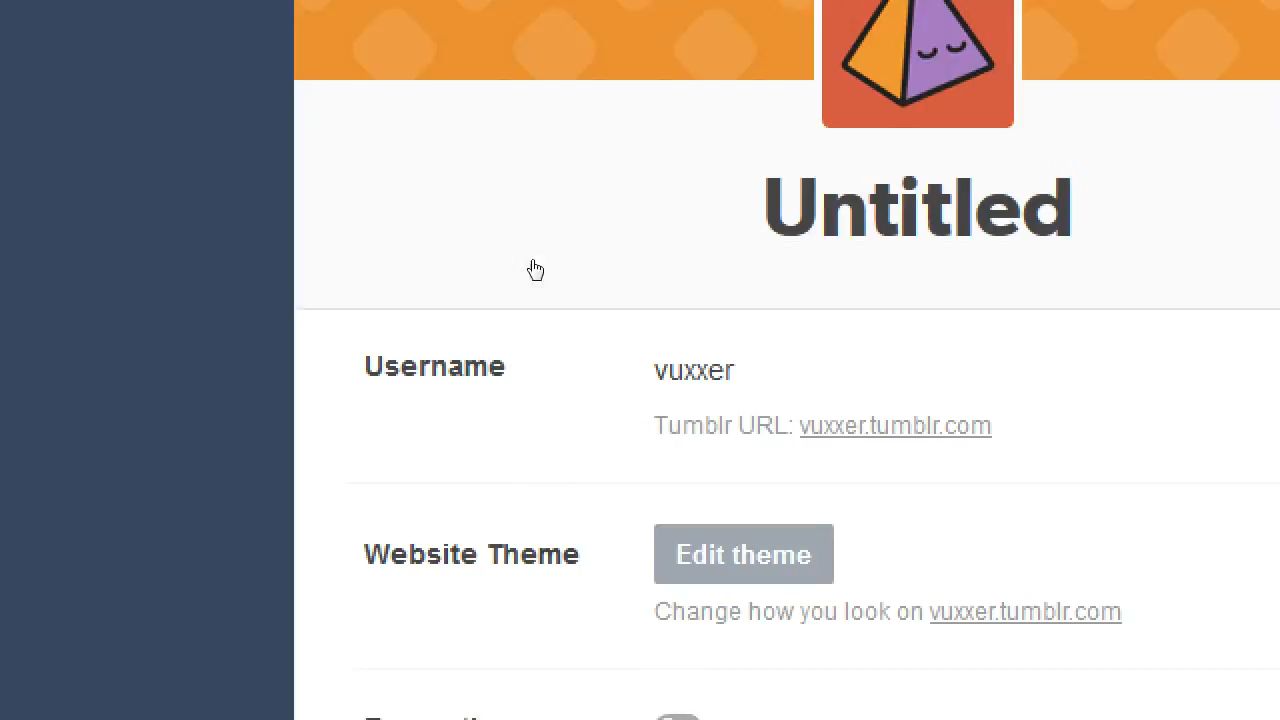 Untitled
Username
vuxxer
Tumblr URL: vuxxer.tumblr.com
Website Theme
Edit theme
Change how you look on vuxxer.tumblr.com